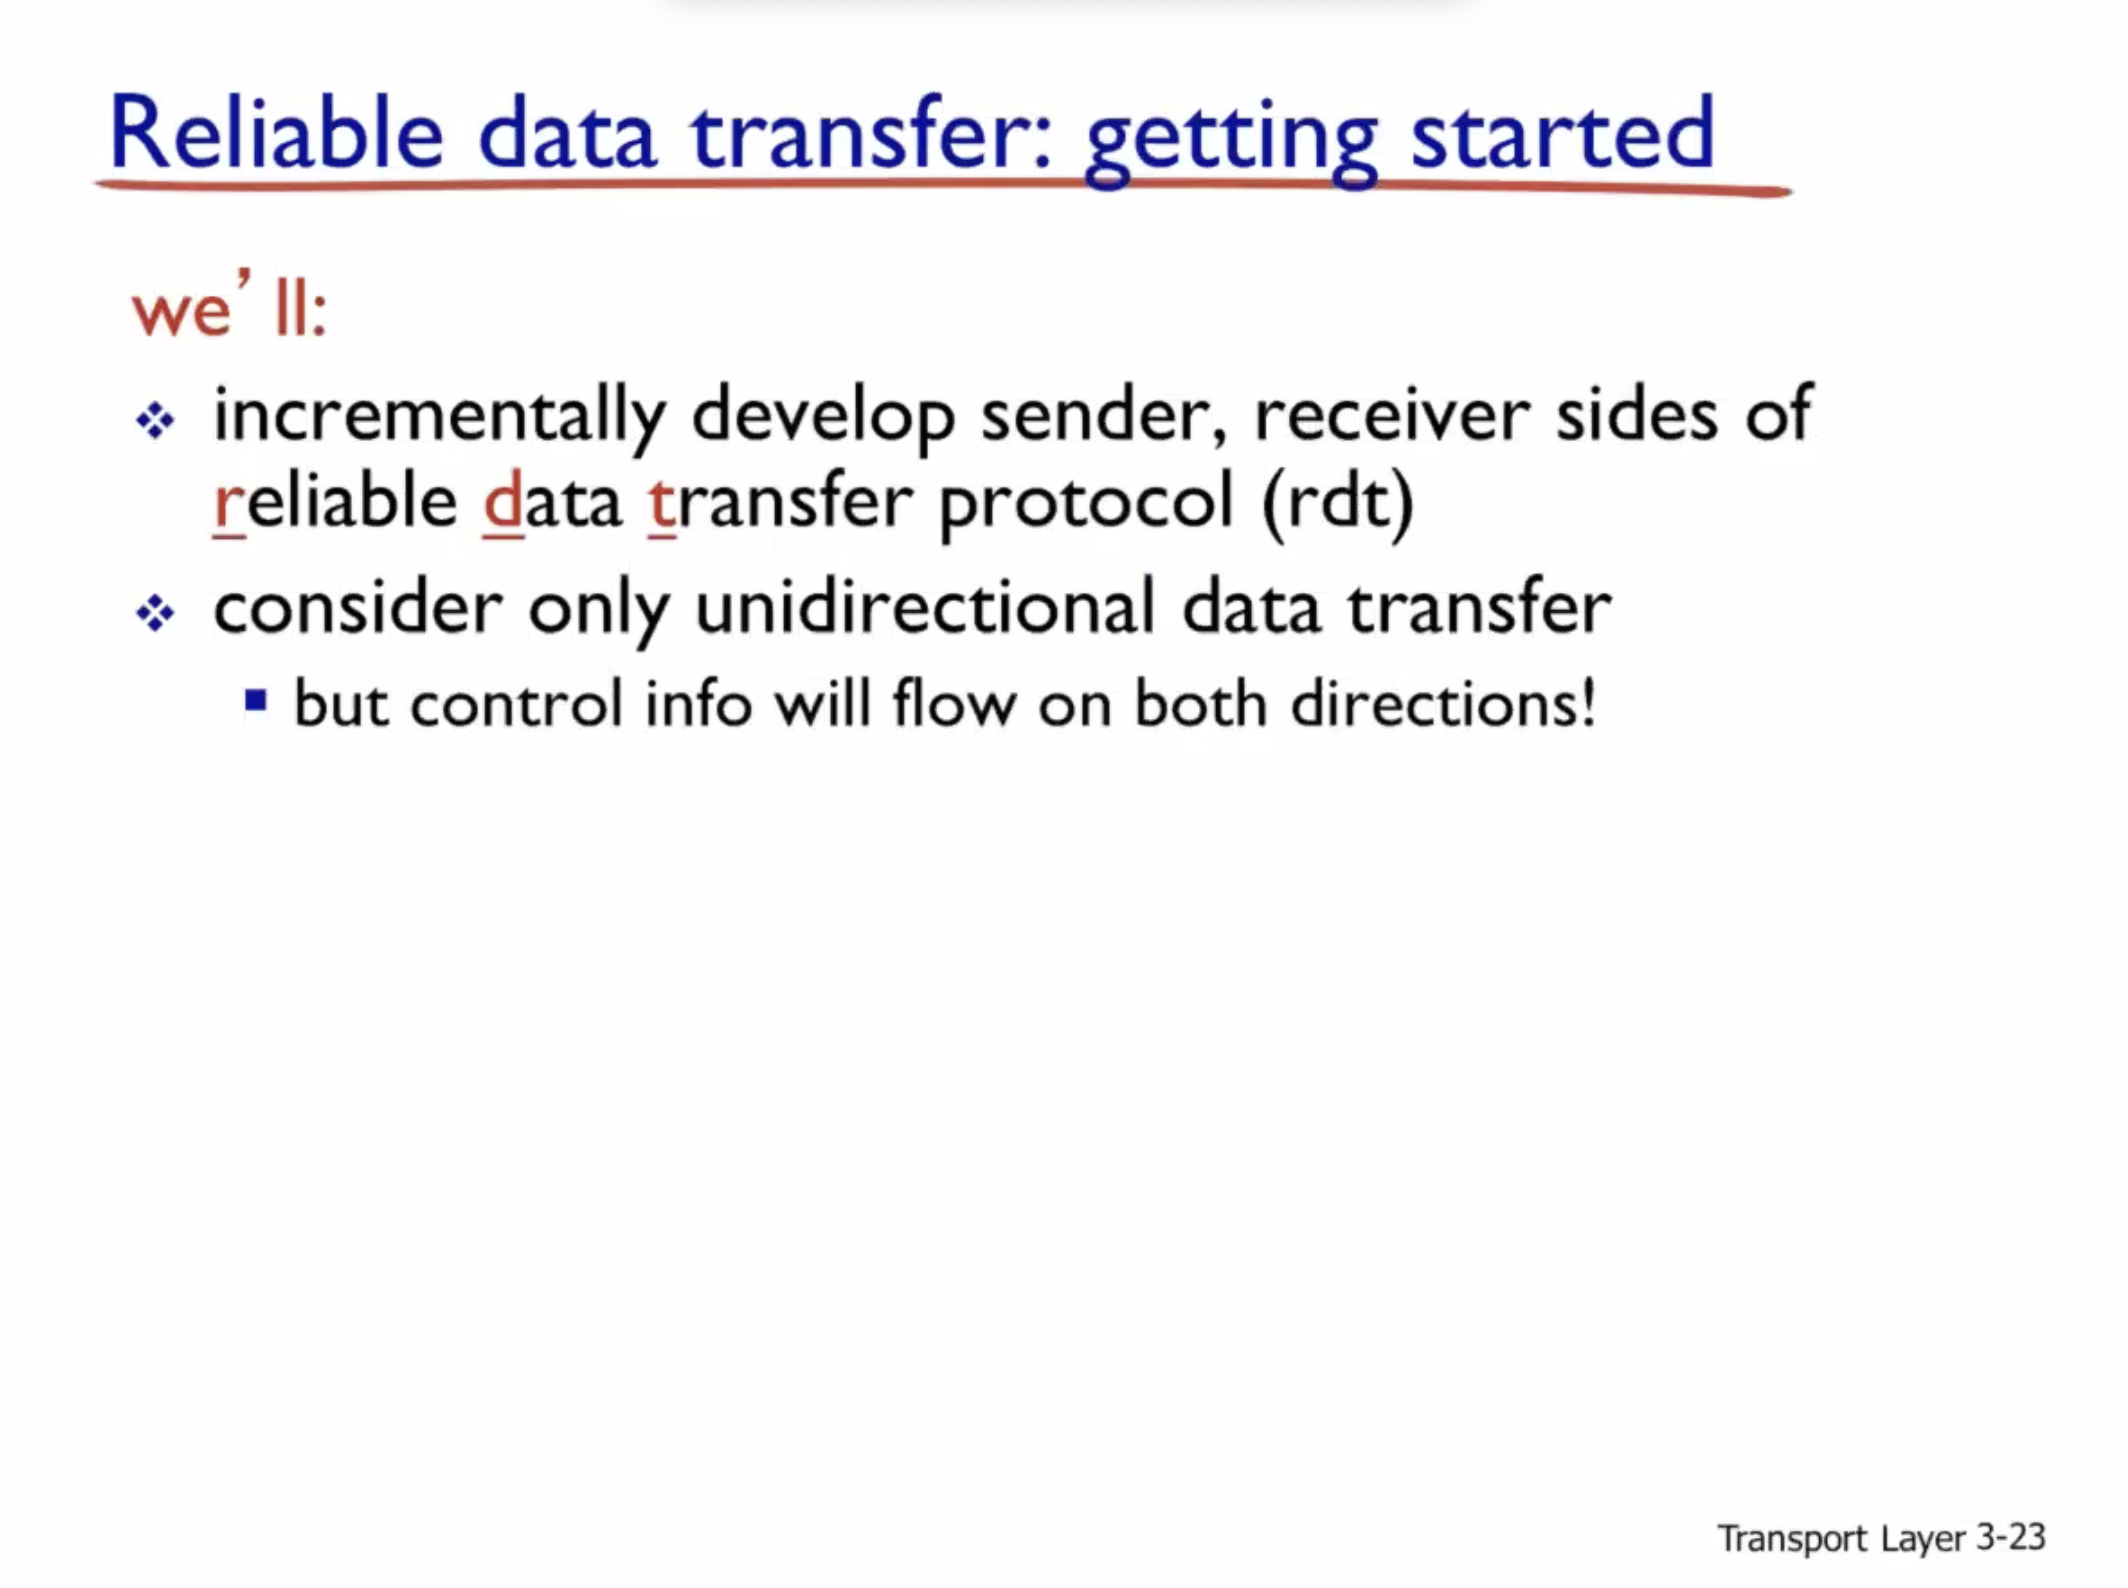 Reliable data transfer: getting started
we’ll:
incrementally develop sender, receiver sides of
reliable data transfer protocol (rdt)
consider only unidirectional data transfer
but control info will flow on both directions!
Transport Layer 3-23